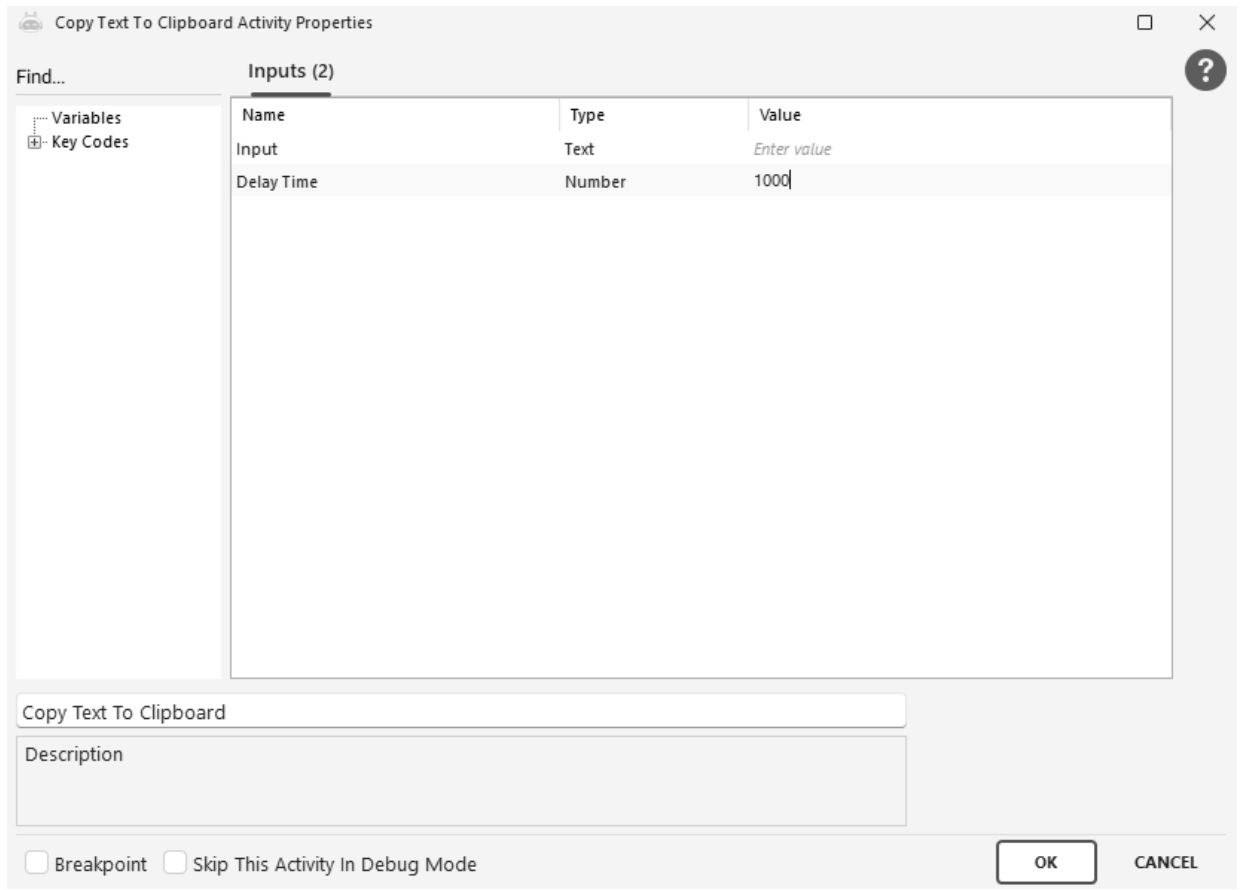 Copy Text To Clipboard Activity Properties
Find...
Inputs (2)
?
Variables
Key Codes
Name Type Value
Input Text Enter value
Delay Time Number 1000
Copy Text To Clipboard
Description
Breakpoint Skip This Activity In Debug Mode OK CANCEL